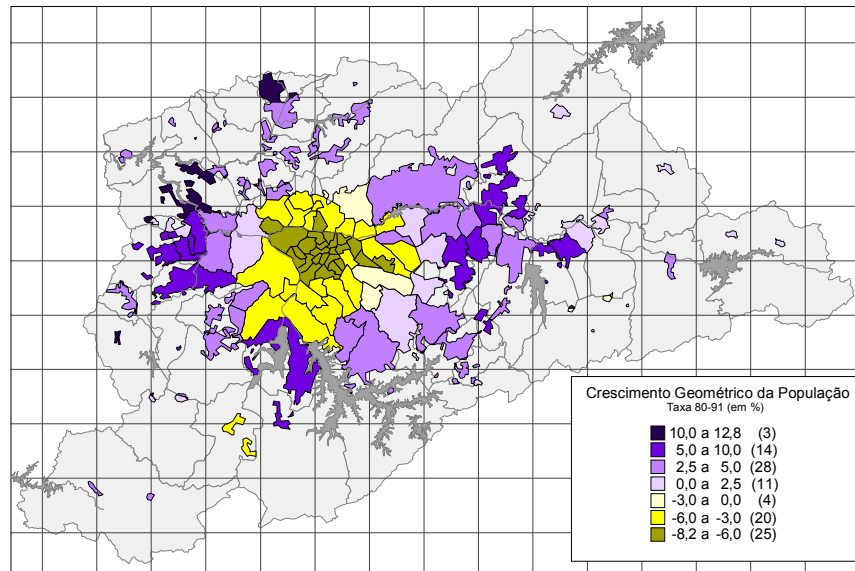 Crescimento Geométrico da População
Taxa 80-91 (em %)
10,0 a 12,8 (3)
5,0 a 10,0 (14)
2,5 a 5,0 (28)
0,0 a 2,5 (11)
-3,0 a 0,0 (4)
-6,0 a -3,0 (20)
-8,2 a -6,0 (25)